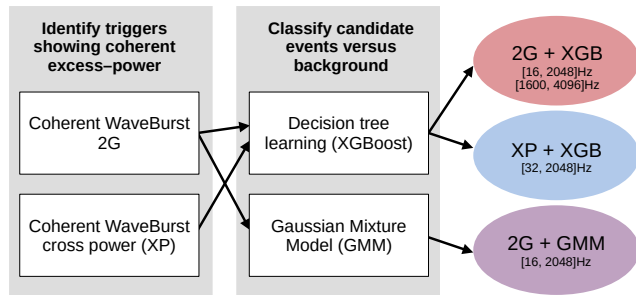 Identify triggers
showing coherent
excess–power
Coherent WaveBurst
2G
Coherent WaveBurst
cross power (XP)
Classify candidate
events versus
background
Decision tree
learning (XGBoost)
Gaussian Mixture
Model (GMM)
2G + XGB
[16, 2048]Hz
[1600, 4096]Hz
XP + XGB
[32, 2048]Hz
2G + GMM
[16, 2048]Hz